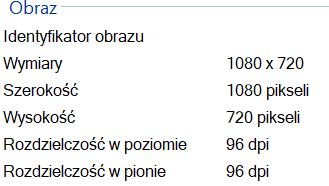 Obraz
Identyfikator obrazu
Wymiary 1080 x 720
Szerokość 1080 pikseli
Wysokość 720 pikseli
Rozdzielczość w poziomie 96 dpi
Rozdzielczość w pionie 96 dpi